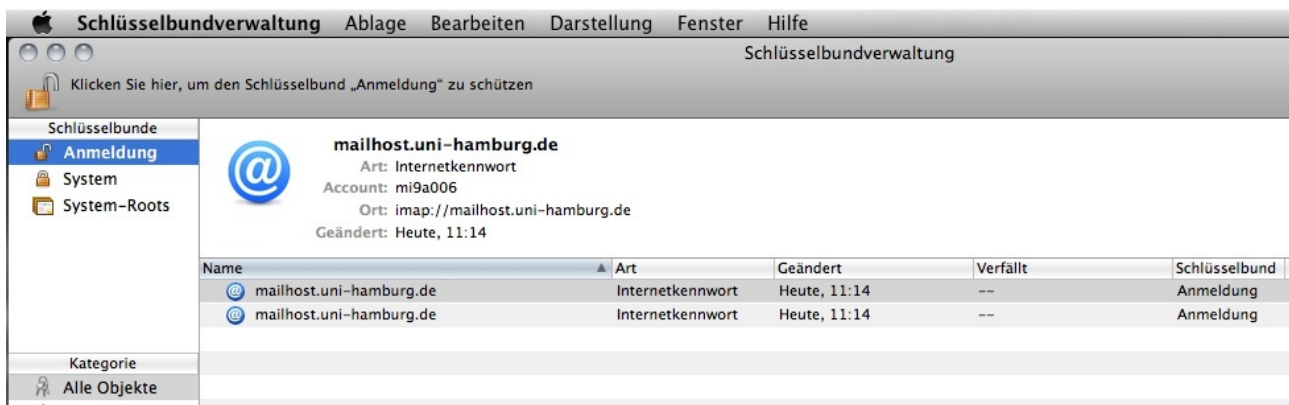 Schlüsselbundverwaltung Ablage Bearbeiten Darstellung Fenster Hilfe
Schlüsselbundverwaltung
Klicken Sie hier, um den Schlüsselbund „Anmeldung“ zu schützen
Schlüsselbunde
Anmeldung
System
System-Roots
mailhost.uni-hamburg.de
Art: Internetkennwort
Account: mi9a006
Ort: imap://mailhost.uni-hamburg.de
Geändert: Heute, 11:14
Name Art Geändert Verfällt Schlüsselbund
mailhost.uni-hamburg.de Internetkennwort Heute, 11:14 -- Anmeldung
mailhost.uni-hamburg.de Internetkennwort Heute, 11:14 -- Anmeldung
Kategorie
Alle Objekte